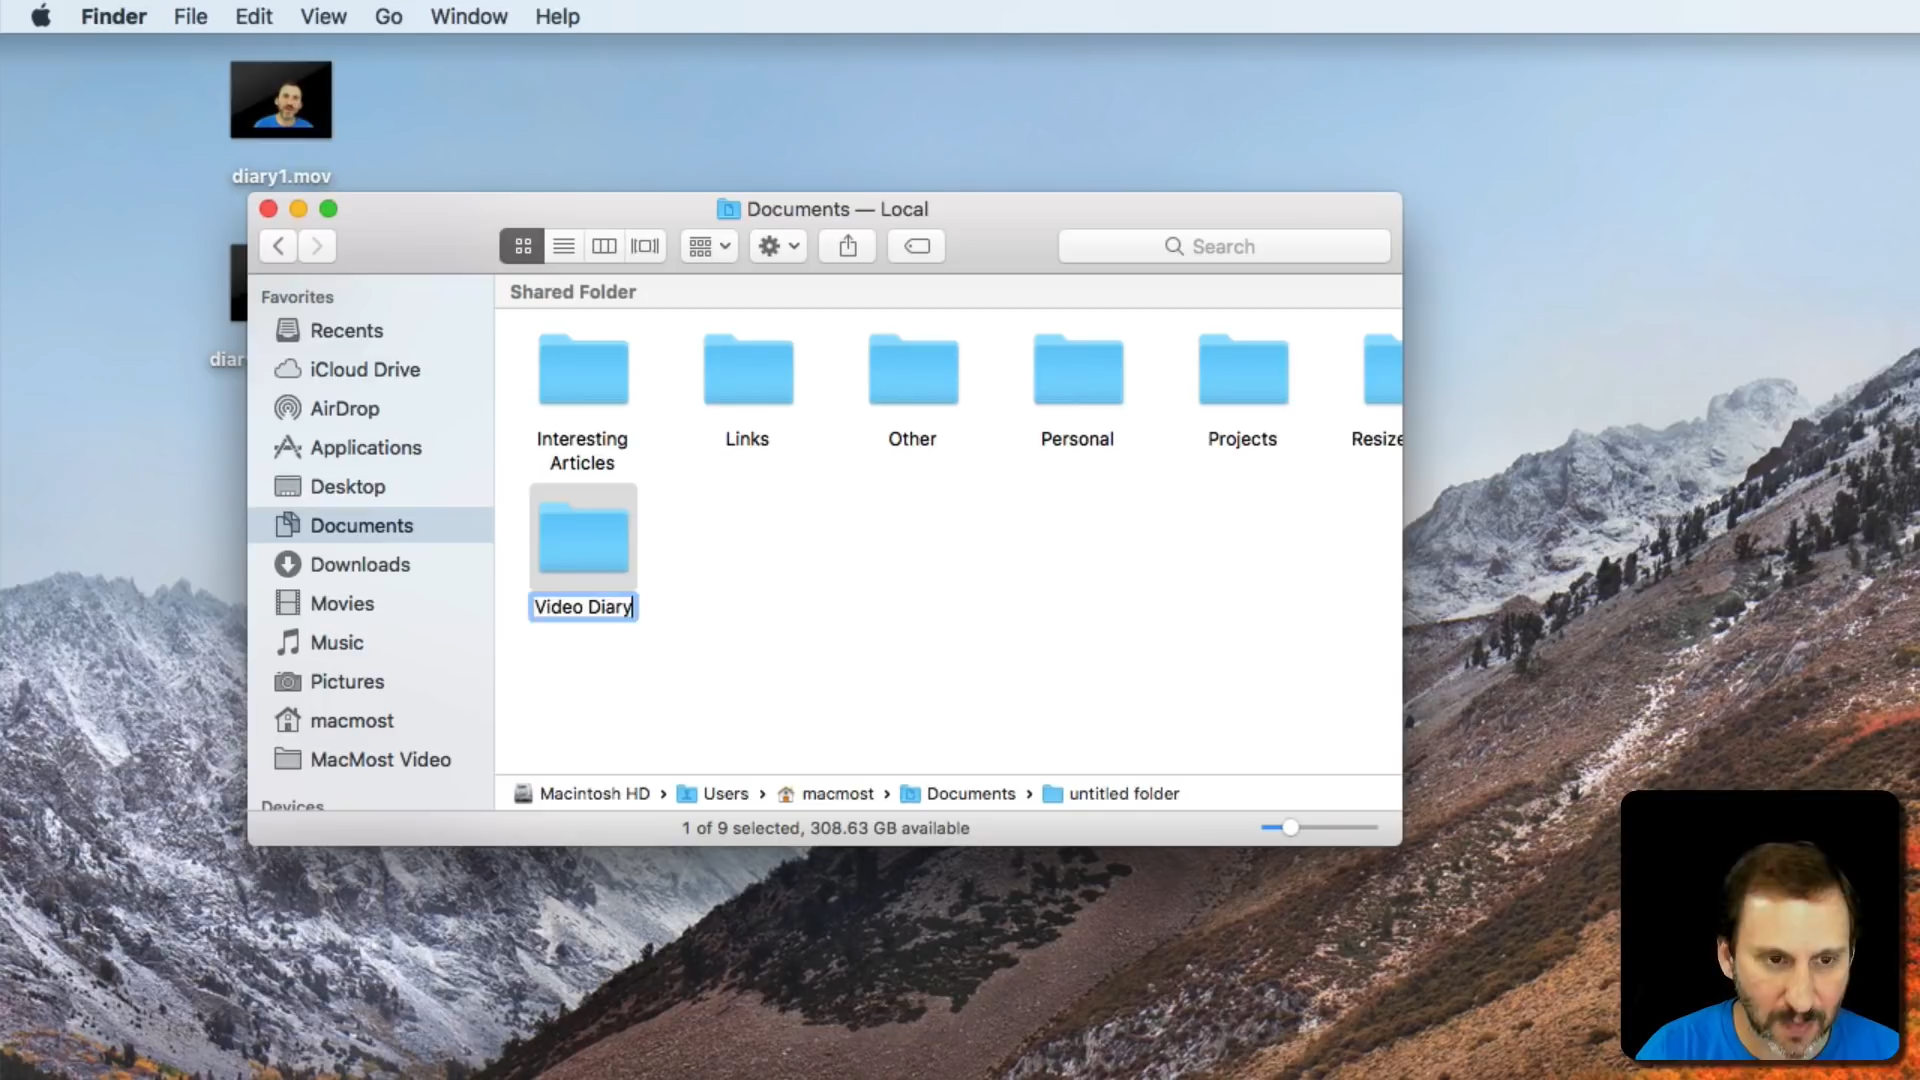 Finder File Edit View Go Window Help
diary1.mov
Documents — Local
Search
Favorites
Shared Folder
Recents
iCloud Drive
AirDrop
Applications
Desktop
Documents
Downloads
Movies
Music
Pictures
macmost
MacMost Video
Devices
diar
Interesting
Articles
Links
Other
Personal
Projects
Resize
Video Diary
Macintosh HD › Users › macmost › Documents › untitled folder
1 of 9 selected, 308.63 GB available